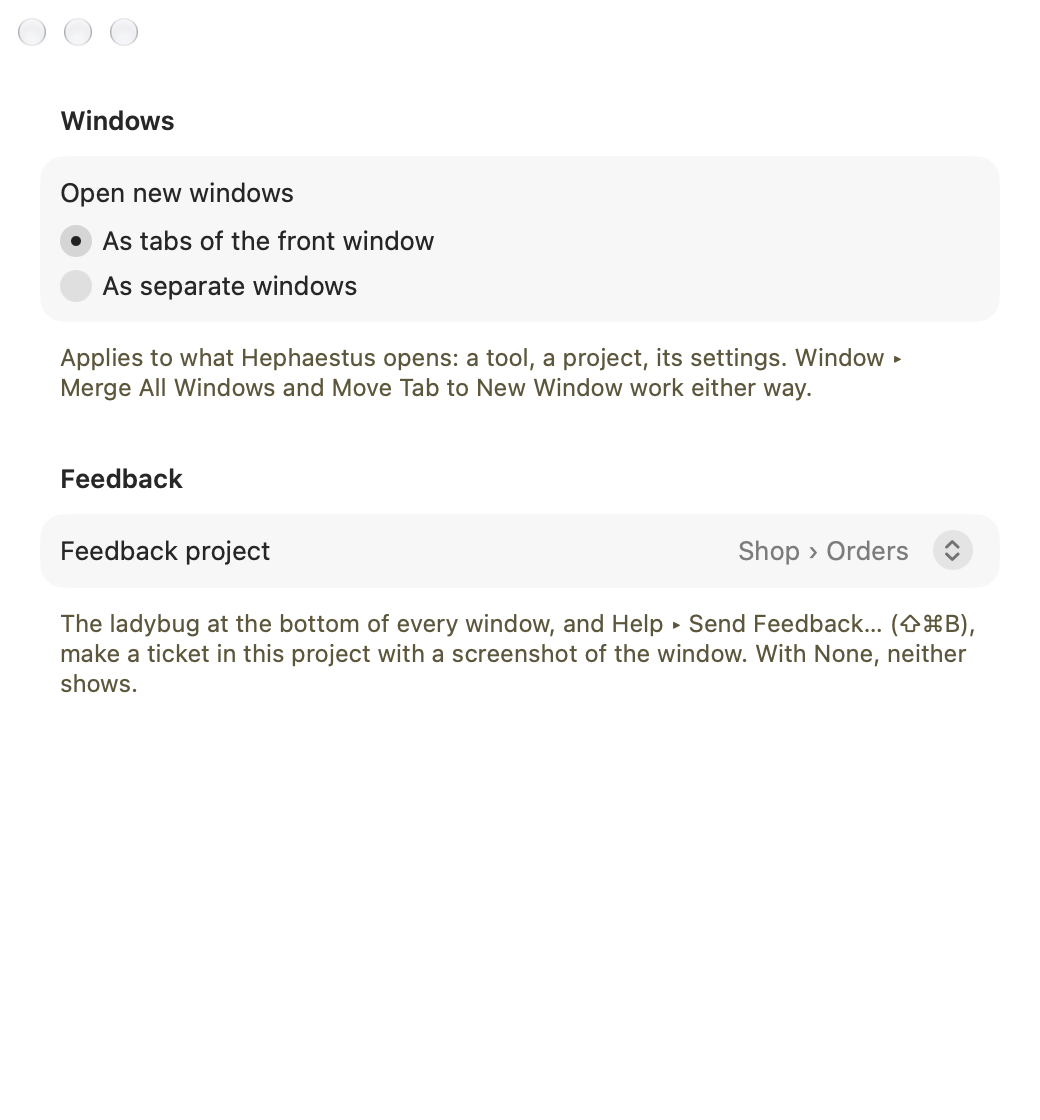 Windows
Open new windows
As tabs of the front window
As separate windows
Applies to what Hephaestus opens: a tool, a project, its settings. Window ▸
Merge All Windows and Move Tab to New Window work either way.
Feedback
Feedback project
Shop › Orders
The ladybug at the bottom of every window, and Help ▸ Send Feedback… (⇧⌘B),
make a ticket in this project with a screenshot of the window. With None, neither
shows.